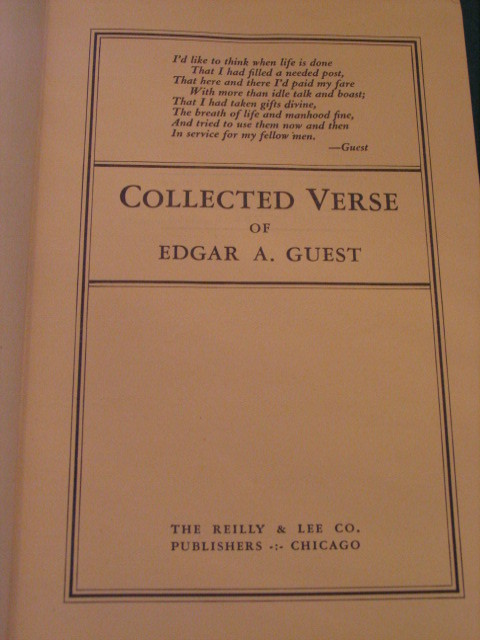 I'd like to think when life is done
That I had filled a needed post,
That here and there I'd paid my fare
With more than idle talk and boast;
That I had taken gifts divine,
The breath of life and manhood fine,
And tried to use them now and then
In service for my fellow men.
—Guest
COLLECTED VERSE
OF
EDGAR A. GUEST
THE REILLY & LEE CO.
PUBLISHERS -:- CHICAGO